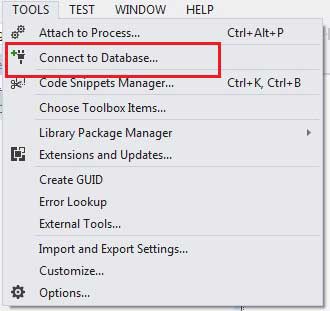 TOOLS TEST WINDOW HELP
Attach to Process... Ctrl+Alt+P
Connect to Database...
Code Snippets Manager... Ctrl+K, Ctrl+B
Choose Toolbox Items...
Library Package Manager
Extensions and Updates...
Create GUID
Error Lookup
External Tools...
Import and Export Settings...
Customize...
Options...